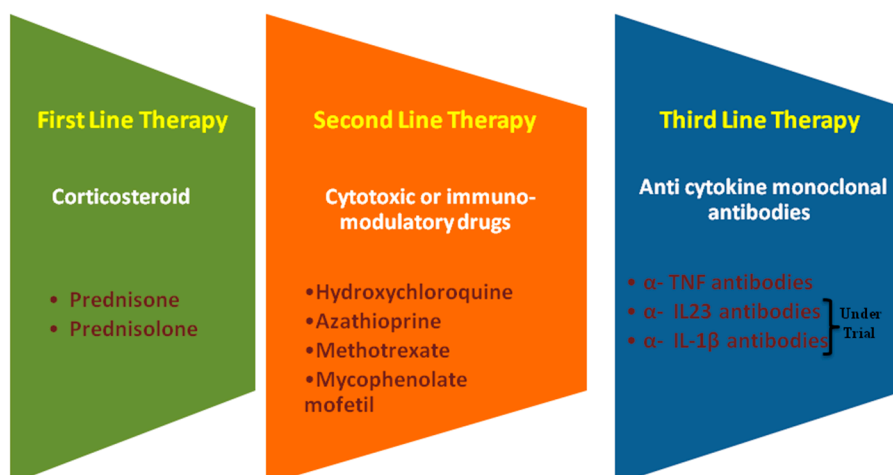 First Line Therapy
Corticosteroid
• Prednisone
• Prednisolone
Second Line Therapy
Cytotoxic or immuno-
modulatory drugs
•Hydroxychloroquine
•Azathioprine
•Methotrexate
•Mycophenolate
mofetil
Third Line Therapy
Anti cytokine monoclonal
antibodies
• α- TNF antibodies
• α- IL23 antibodies
• α- IL-1β antibodies
Under
Trial